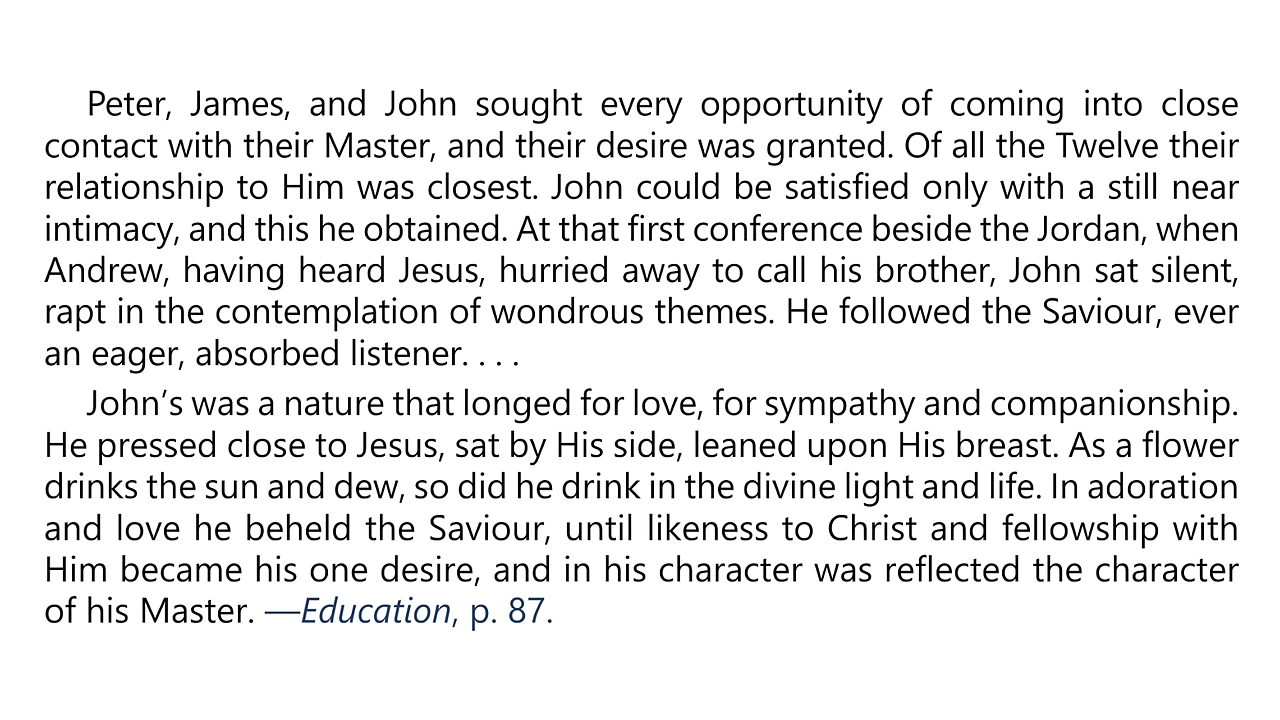 Peter, James, and John sought every opportunity of coming into close
contact with their Master, and their desire was granted. Of all the Twelve their
relationship to Him was closest. John could be satisfied only with a still near
intimacy, and this he obtained. At that first conference beside the Jordan, when
Andrew, having heard Jesus, hurried away to call his brother, John sat silent,
rapt in the contemplation of wondrous themes. He followed the Saviour, ever
an eager, absorbed listener. . . .
John’s was a nature that longed for love, for sympathy and companionship.
He pressed close to Jesus, sat by His side, leaned upon His breast. As a flower
drinks the sun and dew, so did he drink in the divine light and life. In adoration
and love he beheld the Saviour, until likeness to Christ and fellowship with
Him became his one desire, and in his character was reflected the character
of his Master. —Education, p. 87.